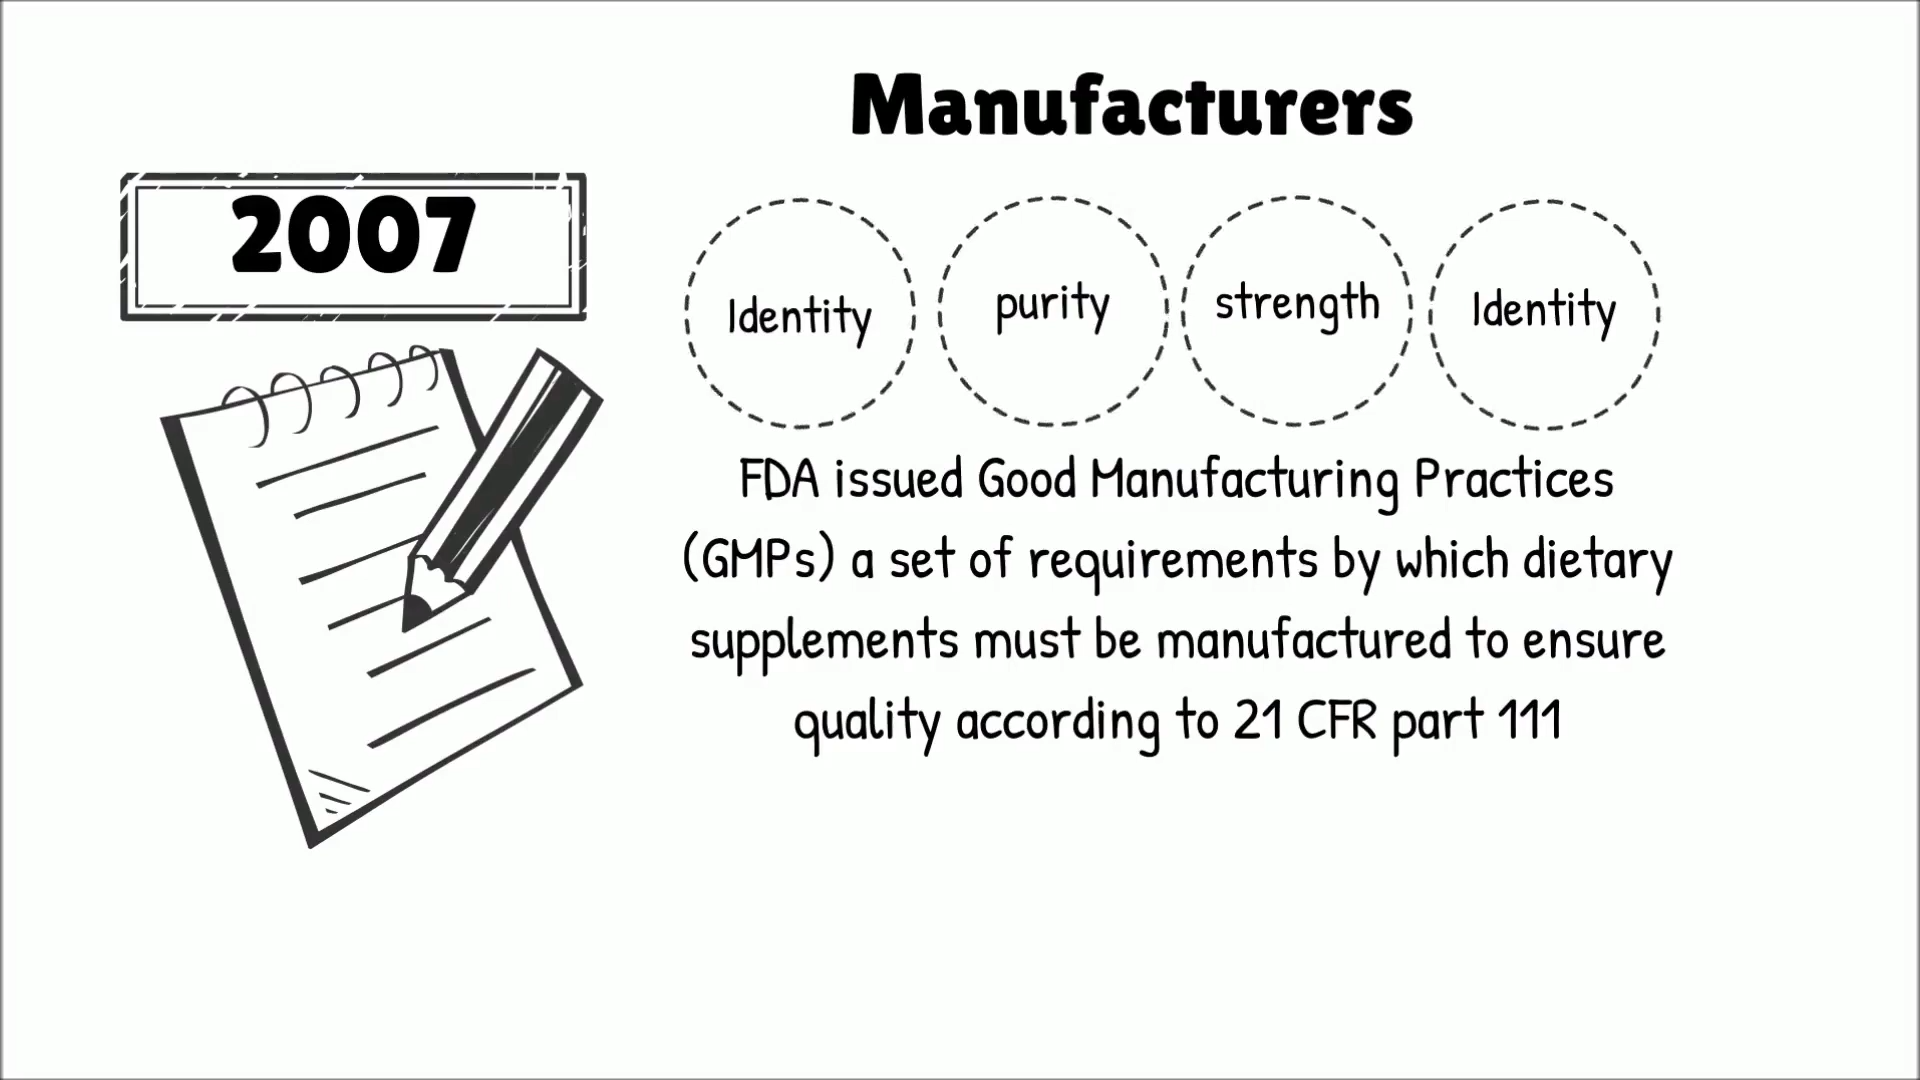 Manufacturers
2007
Identity
purity
strength
Identity
FDA issued Good Manufacturing Practices
(GMPs) a set of requirements by which dietary
supplements must be manufactured to ensure
quality according to 21 CFR part 111